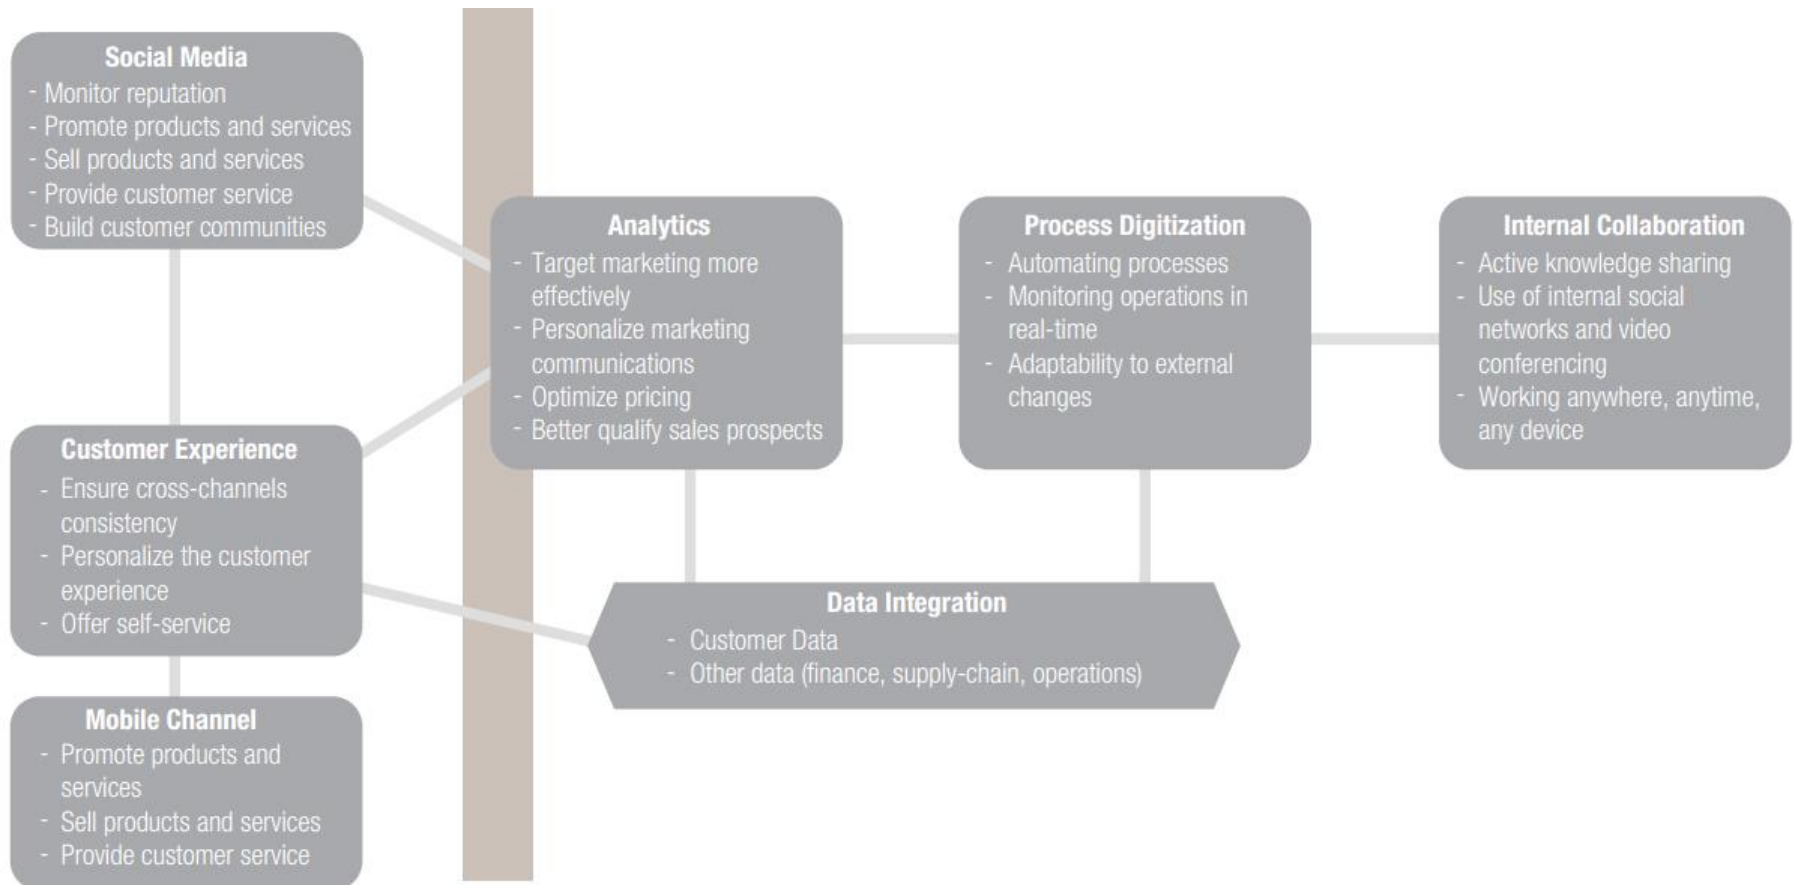 Social Media
- Monitor reputation
- Promote products and services
- Sell products and services
- Provide customer service
- Build customer communities
Customer Experience
- Ensure cross-channels
consistency
- Personalize the customer
experience
- Offer self-service
Mobile Channel
- Promote products and
services
- Sell products and services
- Provide customer service
Analytics
- Target marketing more
effectively
- Personalize marketing
communications
- Optimize pricing
- Better qualify sales prospects
Process Digitization
- Automating processes
- Monitoring operations in
real-time
- Adaptability to external
changes
Internal Collaboration
- Active knowledge sharing
- Use of internal social
networks and video
conferencing
- Working anywhere, anytime,
any device
Data Integration
- Customer Data
- Other data (finance, supply-chain, operations)